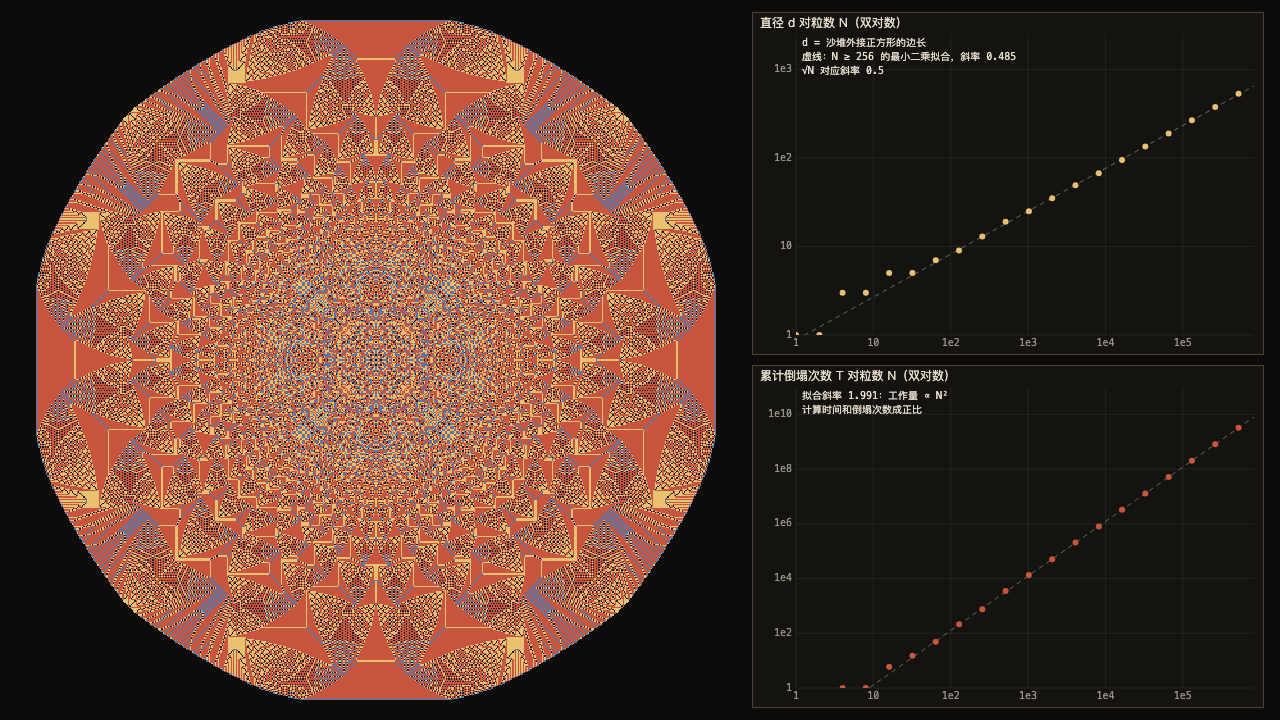 直径 d 对粒数 N（双对数）
d = 沙堆外接正方形的边长
虚线: N ≥ 256 的最小二乘拟合, 斜率 0.485
√N 对应斜率 0.5
1e3
1e2
10
1
1 10 1e2 1e3 1e4 1e5
累计倒塌次数 T 对粒数 N（双对数）
拟合斜率 1.991: 工作量 ∝ N²
计算时间和倒塌次数成正比
1e10
1e8
1e6
1e4
1e2
1
1 10 1e2 1e3 1e4 1e5